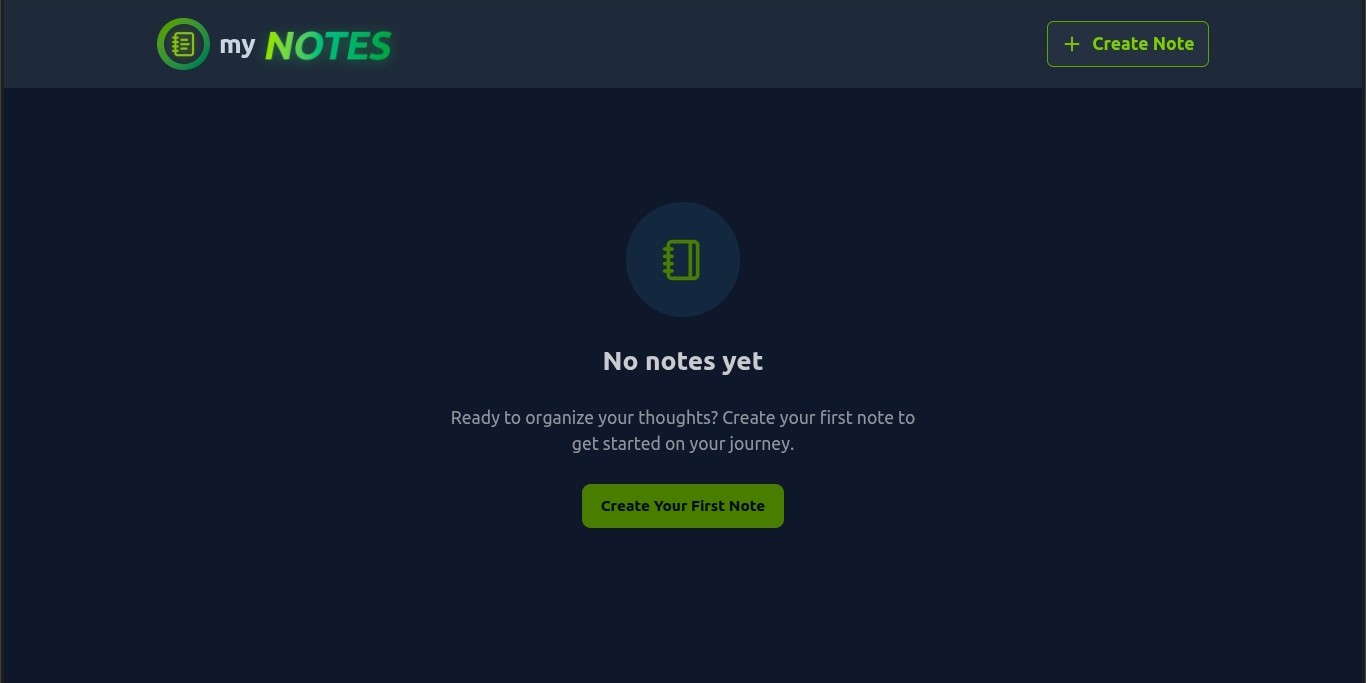 my NOTES
Create Note
No notes yet
Ready to organize your thoughts? Create your first note to
get started on your journey.
Create Your First Note